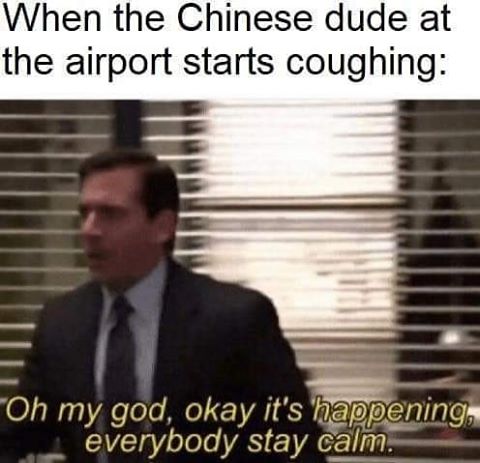 When the Chinese dude at
the airport starts coughing:
Oh my god, okay it's happening,
everybody stay calm.